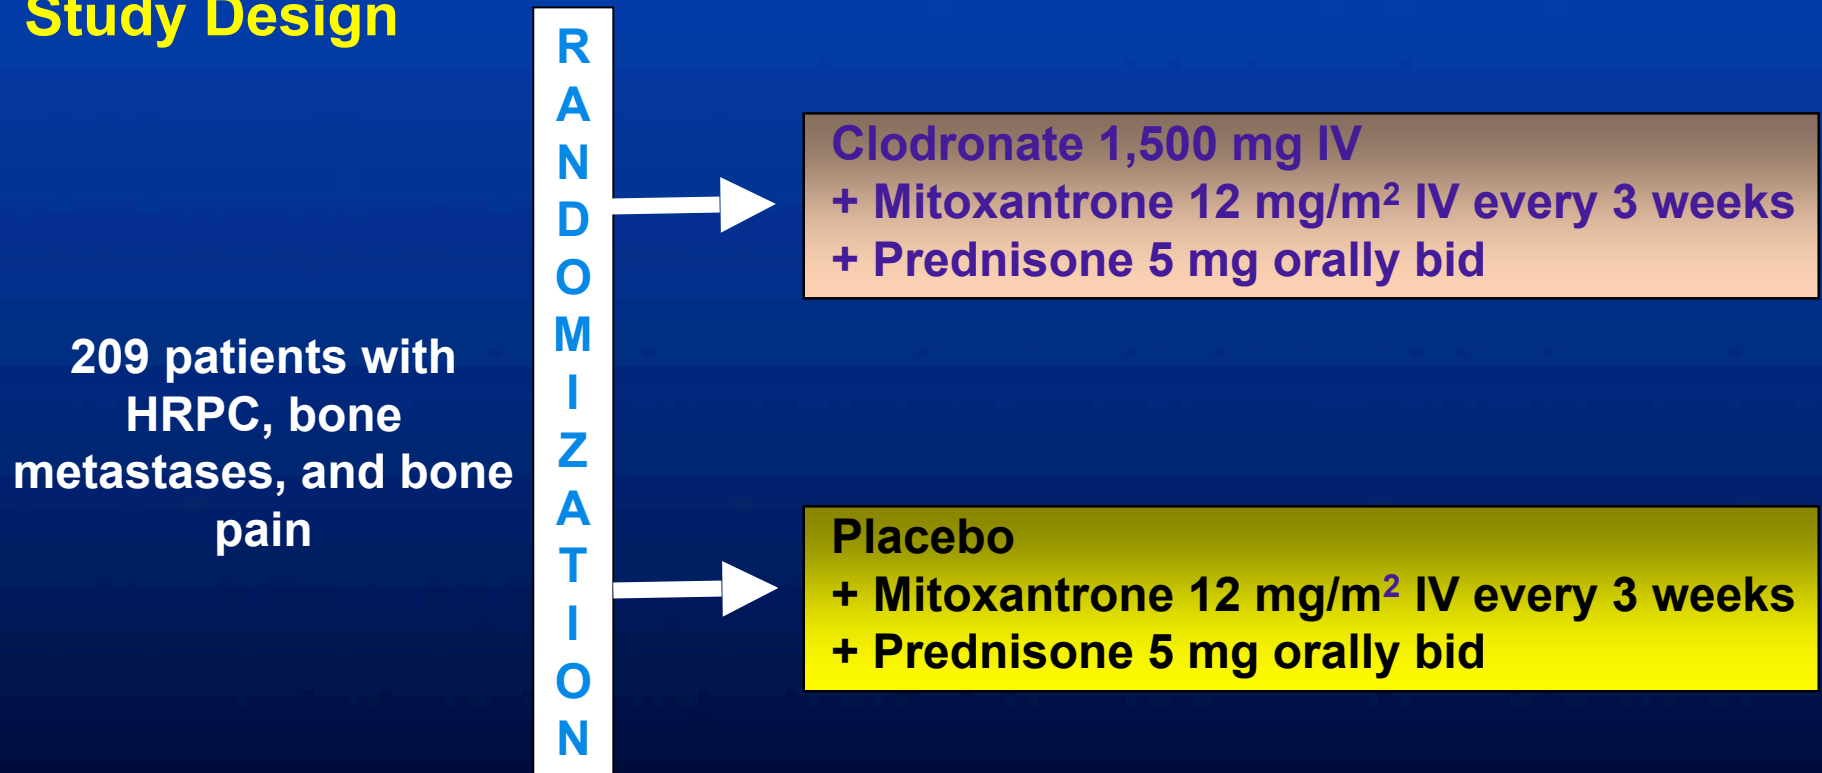 Study Design
209 patients with
HRPC, bone
metastases, and bone
pain
R
A
N
D
O
M
I
Z
A
T
I
O
N
Clodronate 1,500 mg IV
+ Mitoxantrone 12 mg/m² IV every 3 weeks
+ Prednisone 5 mg orally bid
Placebo
+ Mitoxantrone 12 mg/m² IV every 3 weeks
+ Prednisone 5 mg orally bid